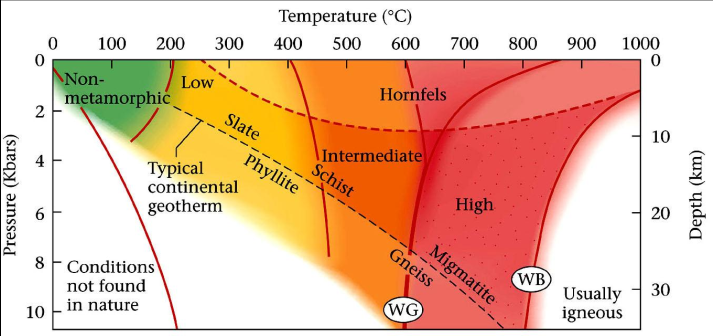 Temperature (°C)
0 100 200 300 400 500 600 700 800 900 1000
0 2 4 6 8 10
Pressure (Kbars)
0 10 20 30
Depth (km)
Non-
metamorphic
Low
Hornfels
Slate
Phyllite
Intermediate
Schist
Typical
continental
geotherm
High
Gneiss
Migmatite
Conditions
not found
in nature
WG
WB
Usually
igneous